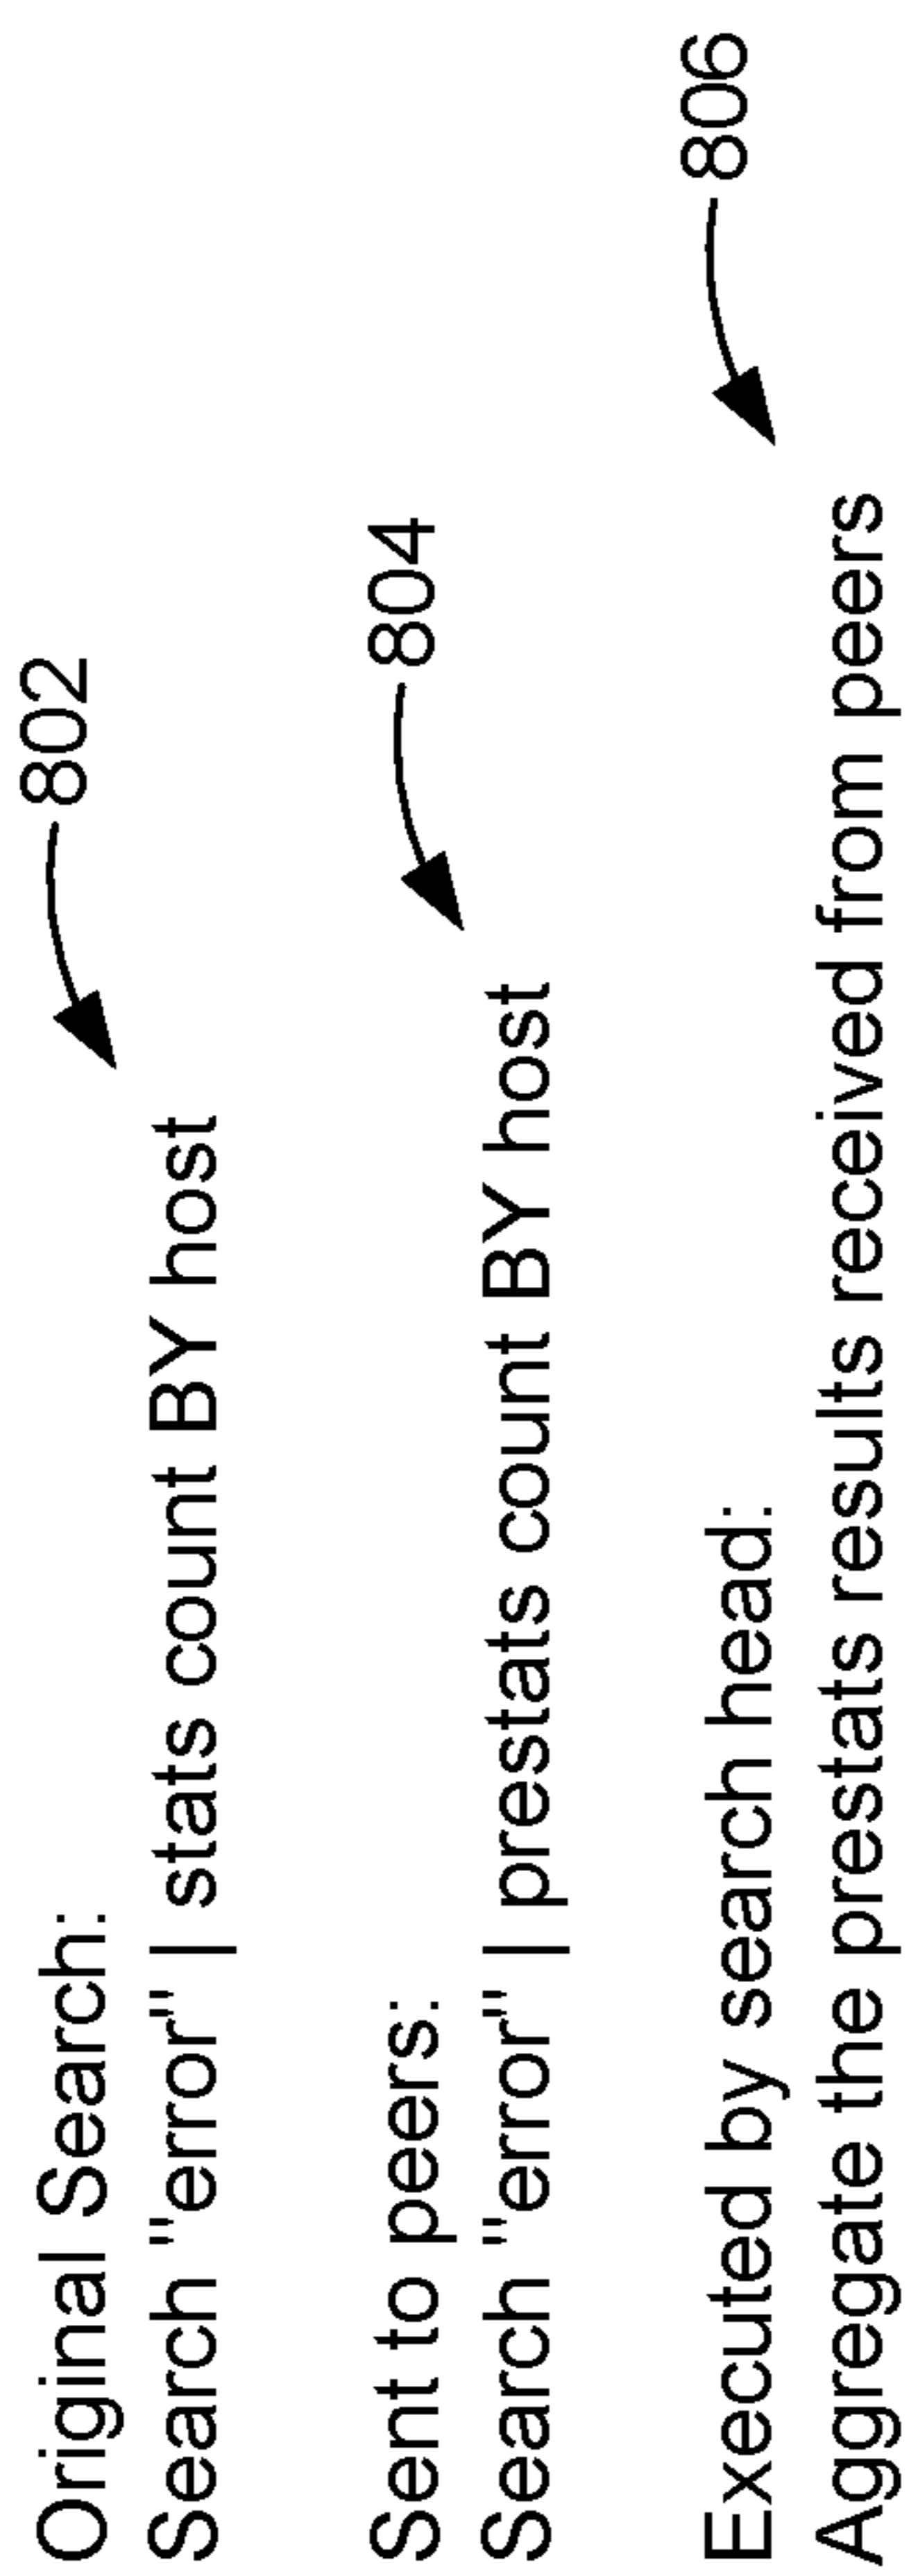 Original Search:
802
Search "error" | stats count BY host
Sent to peers:
804
Search "error" | prestats count BY host
Executed by search head:
806
Aggregate the prestats results received from peers